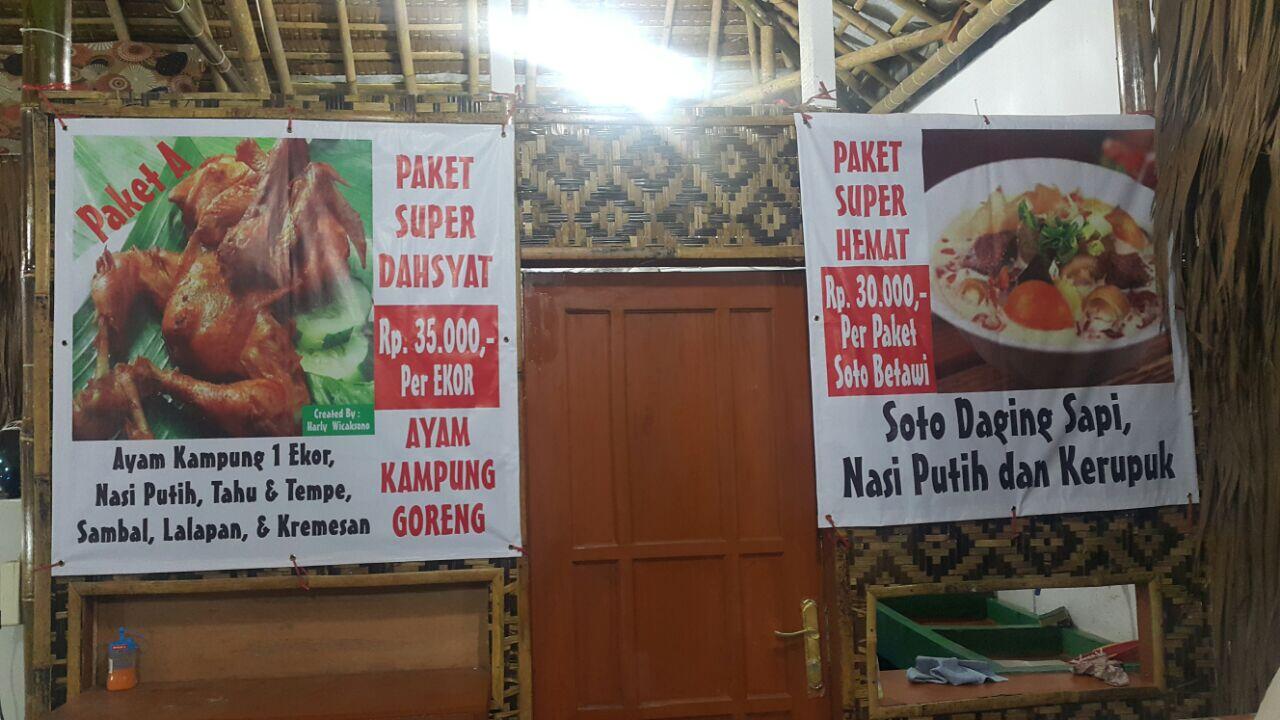 Paket A
PAKET
SUPER
DAHSYAT
Rp. 35.000,-
Per EKOR
AYAM
KAMPUNG
GORENG
Created By :
Harly Wicaksono
Ayam Kampung 1 Ekor,
Nasi Putih, Tahu & Tempe,
Sambal, Lalapan, & Kremesan
PAKET
SUPER
HEMAT
Rp. 30.000,-
Per Paket
Soto Betawi
Soto Daging Sapi,
Nasi Putih dan Kerupuk